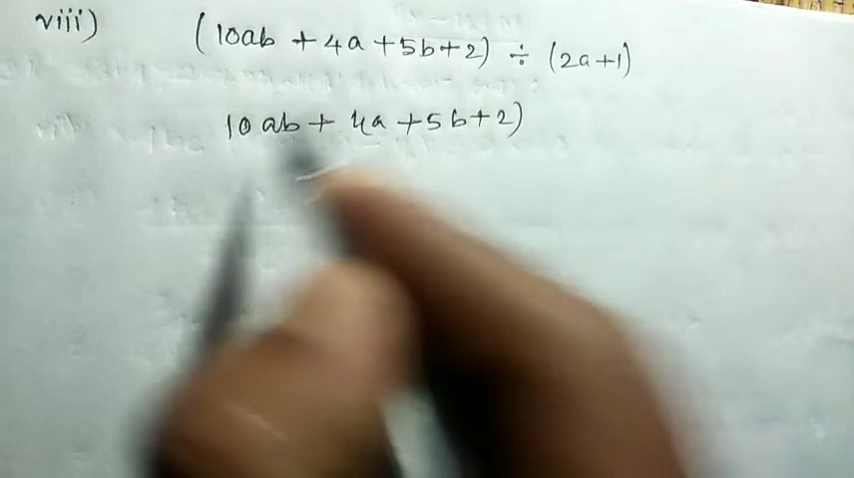 viii) (10ab + 4a + 5b + 2) ÷ (2a+1)
10ab + 4a + 5b + 2)